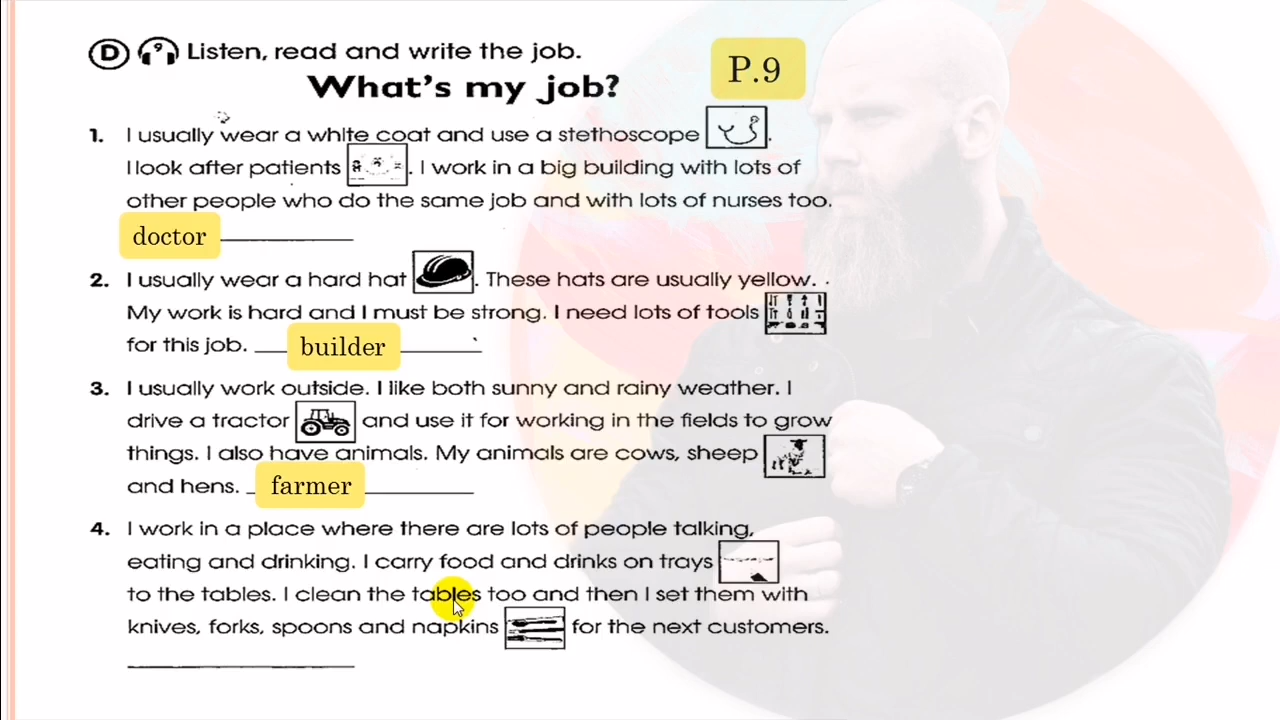 D 9 Listen, read and write the job.
P.9
What's my job?
1. I usually wear a white coat and use a stethoscope .
I look after patients . I work in a big building with lots of
other people who do the same job and with lots of nurses too.
doctor
2. I usually wear a hard hat . These hats are usually yellow.
My work is hard and I must be strong. I need lots of tools
for this job. builder
3. I usually work outside. I like both sunny and rainy weather. I
drive a tractor and use it for working in the fields to grow
things. I also have animals. My animals are cows, sheep
and hens. farmer
4. I work in a place where there are lots of people talking,
eating and drinking. I carry food and drinks on trays
to the tables. I clean the tables too and then I set them with
knives, forks, spoons and napkins for the next customers.